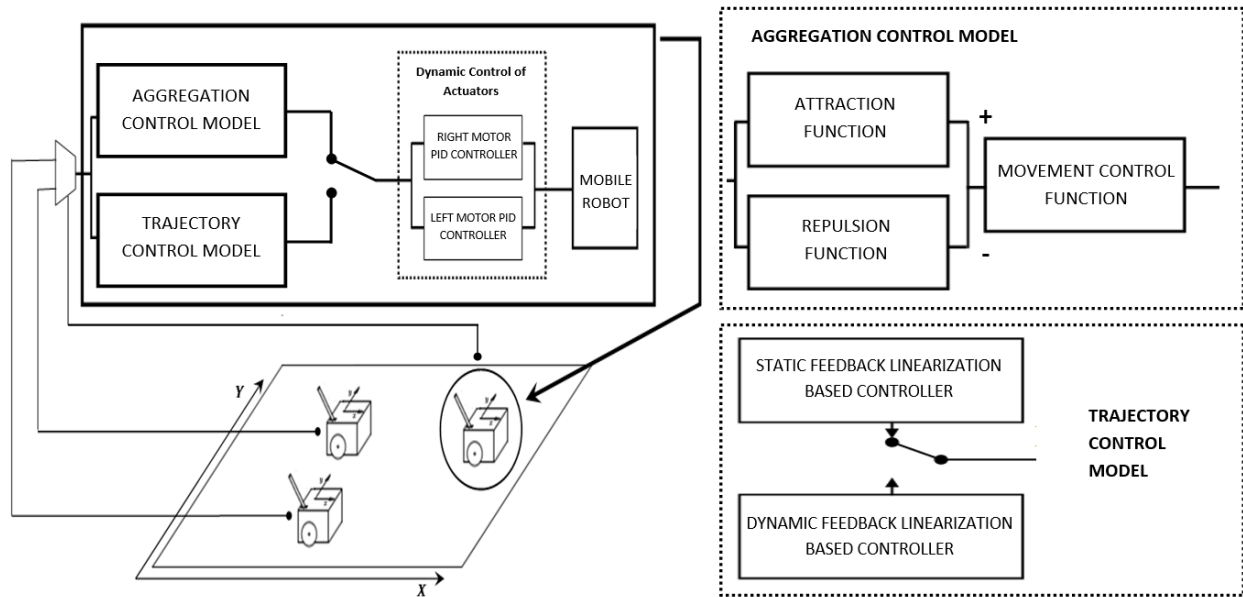 AGGREGATION
CONTROL MODEL
TRAJECTORY
CONTROL MODEL
Dynamic Control of
Actuators
RIGHT MOTOR
PID CONTROLLER
LEFT MOTOR PID
CONTROLLER
MOBILE
ROBOT
Y
X
y
y
y
AGGREGATION CONTROL MODEL
ATTRACTION
FUNCTION
+
REPULSION
FUNCTION
-
MOVEMENT CONTROL
FUNCTION
STATIC FEEDBACK LINEARIZATION
BASED CONTROLLER
TRAJECTORY
CONTROL
MODEL
DYNAMIC FEEDBACK LINEARIZATION
BASED CONTROLLER